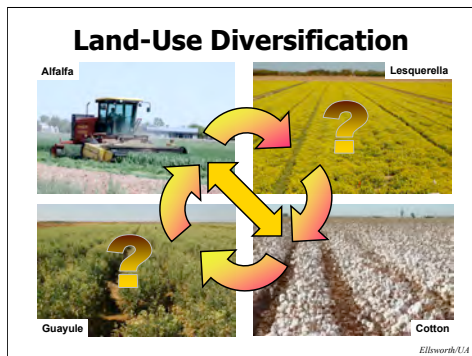 Land-Use Diversification
Alfalfa
Lesquerella
?
?
Guayule
Cotton
Ellsworth/UA